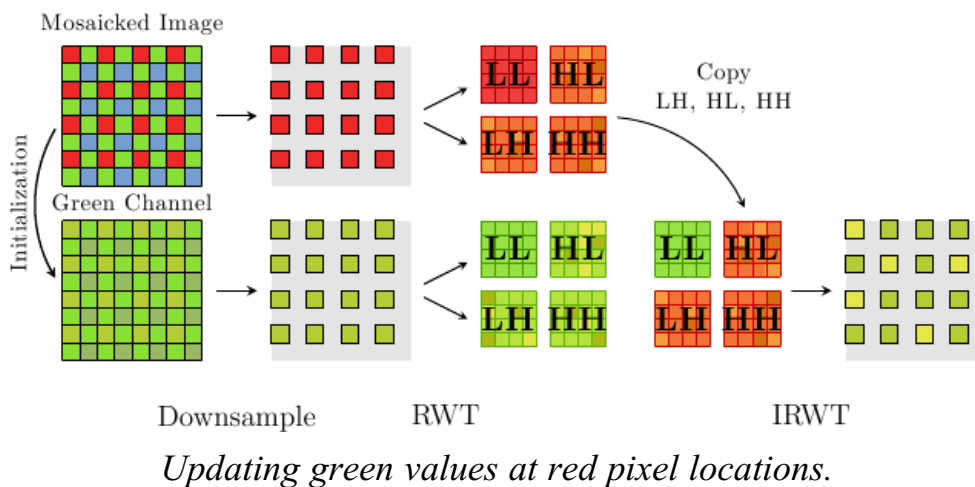 Mosaicked Image
LL HL
Copy
LH, HL, HH
LH HH
Initialization
Green Channel
LL HL
LL HL
LH HH
LH HH
Downsample
RWT
IRWT
Updating green values at red pixel locations.